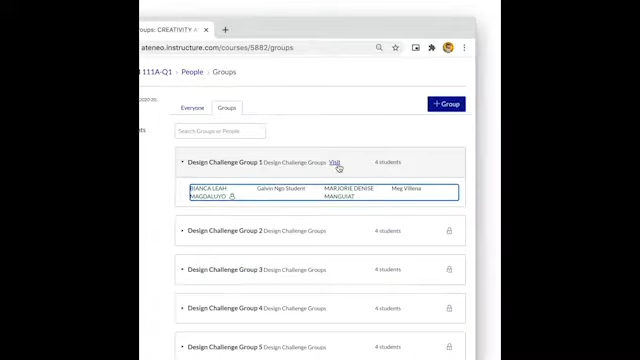 Groups: CREATIVITY
ateneo.instructure.com/courses/5882/groups
111A-Q1 > People > Groups
Everyone Groups
+ Group
Search Groups or People
Design Challenge Group 1 Design Challenge Groups Visit 4 students
BIANCA LEAH MAGDALUYO
Galvin Ngo Student
MARJORIE DENISE MANGUIAT
Meg Villena
Design Challenge Group 2 Design Challenge Groups 4 students
Design Challenge Group 3 Design Challenge Groups 4 students
Design Challenge Group 4 Design Challenge Groups 4 students
Design Challenge Group 5 Design Challenge Groups 4 students